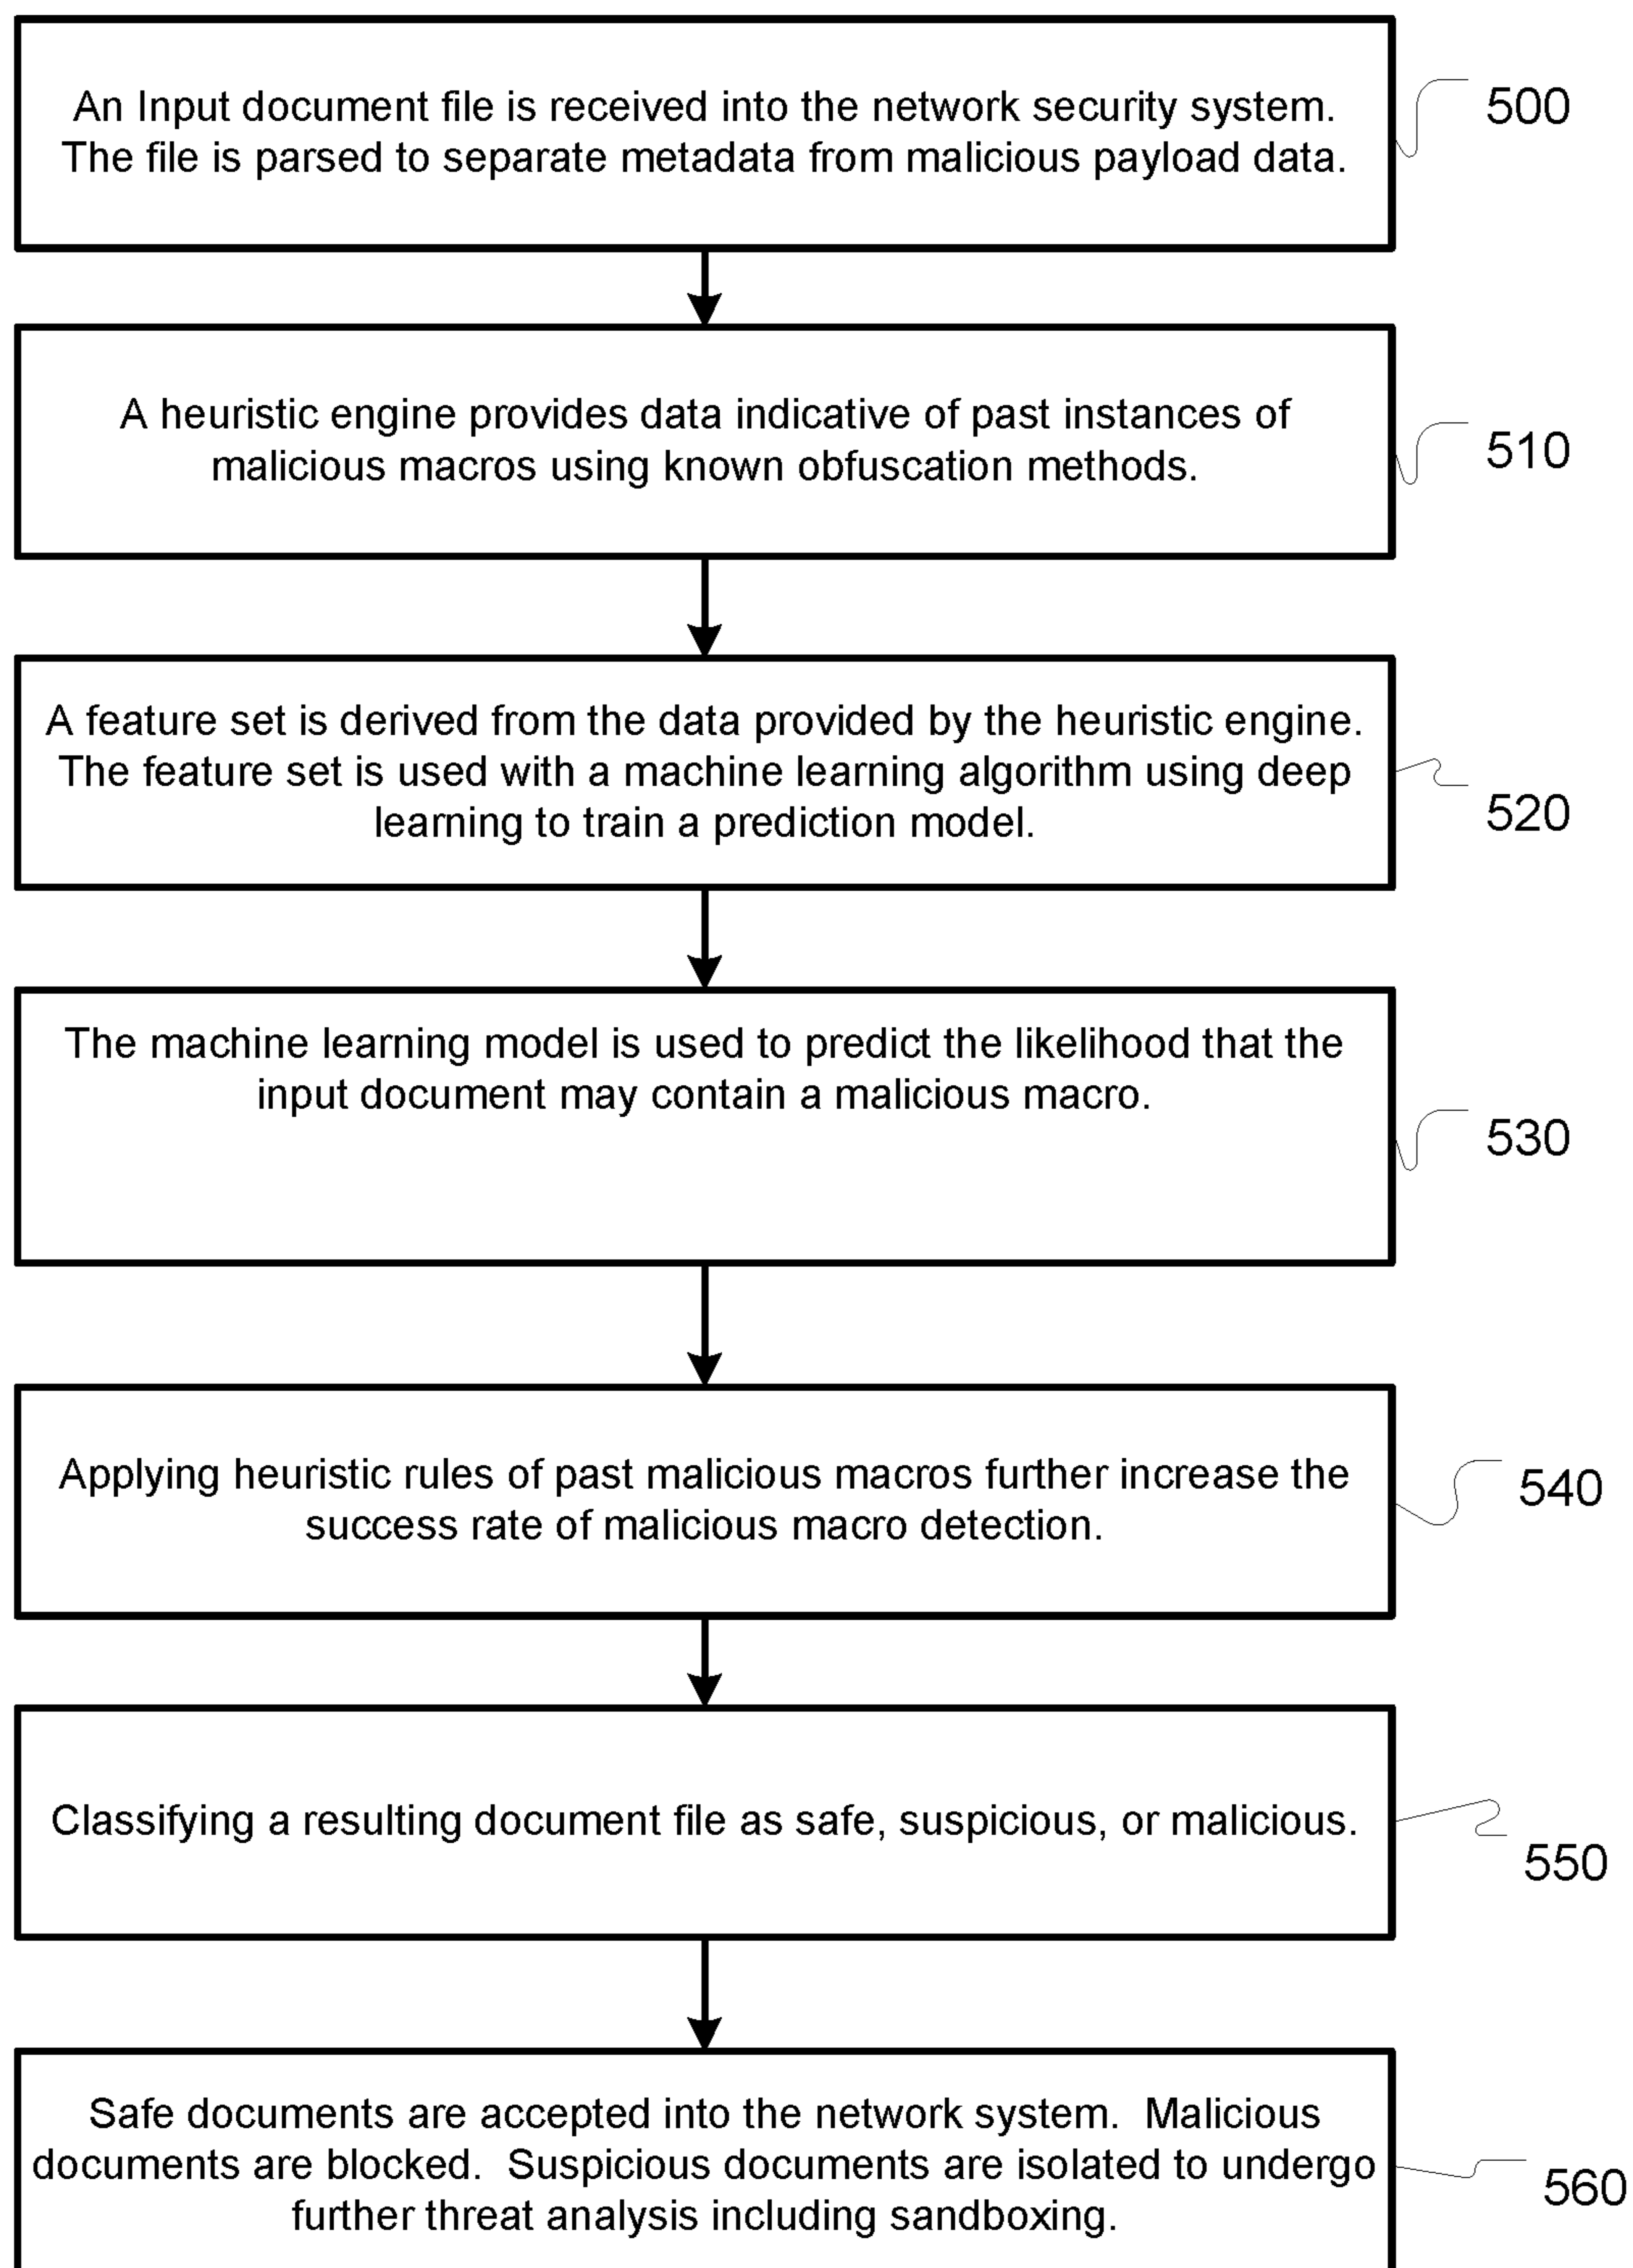 An Input document file is received into the network security system.
The file is parsed to separate metadata from malicious payload data.
500
A heuristic engine provides data indicative of past instances of
malicious macros using known obfuscation methods.
510
A feature set is derived from the data provided by the heuristic engine.
The feature set is used with a machine learning algorithm using deep
learning to train a prediction model.
520
The machine learning model is used to predict the likelihood that the
input document may contain a malicious macro.
530
Applying heuristic rules of past malicious macros further increase the
success rate of malicious macro detection.
540
Classifying a resulting document file as safe, suspicious, or malicious.
550
Safe documents are accepted into the network system.  Malicious
documents are blocked.  Suspicious documents are isolated to undergo
further threat analysis including sandboxing.
560